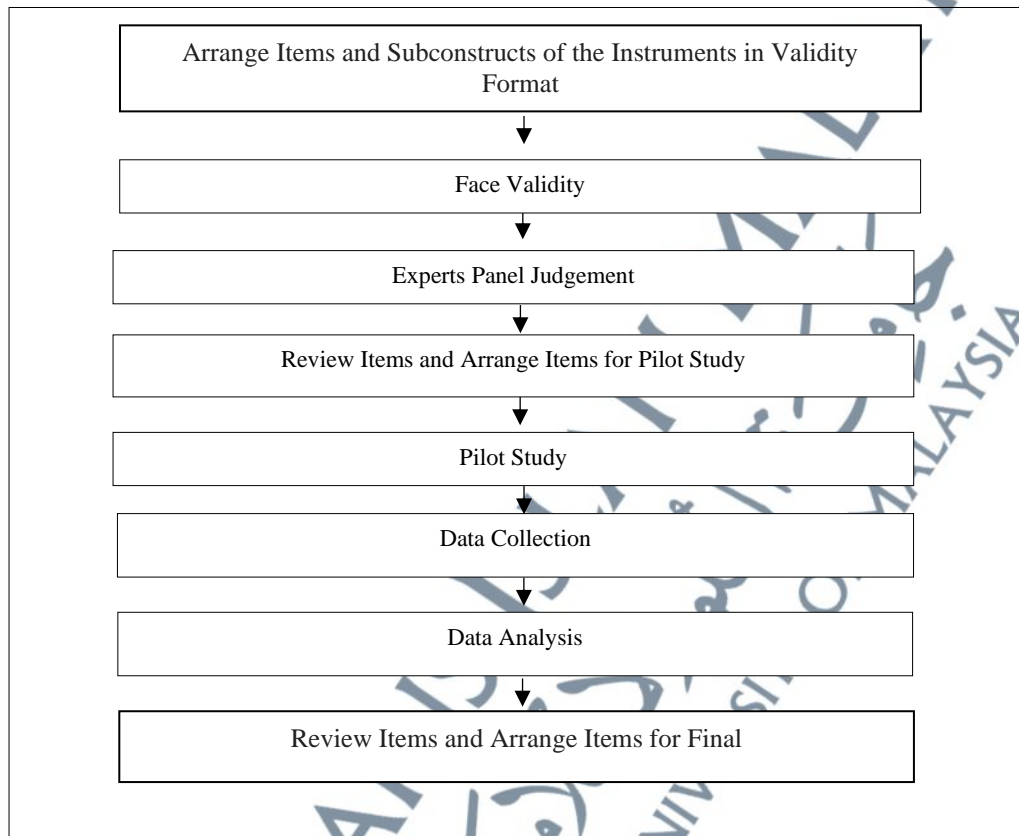 Arrange Items and Subconstructs of the Instruments in Validity
Format
Face Validity
Experts Panel Judgement
Review Items and Arrange Items for Pilot Study
Pilot Study
Data Collection
Data Analysis
Review Items and Arrange Items for Final
MALAYSIA